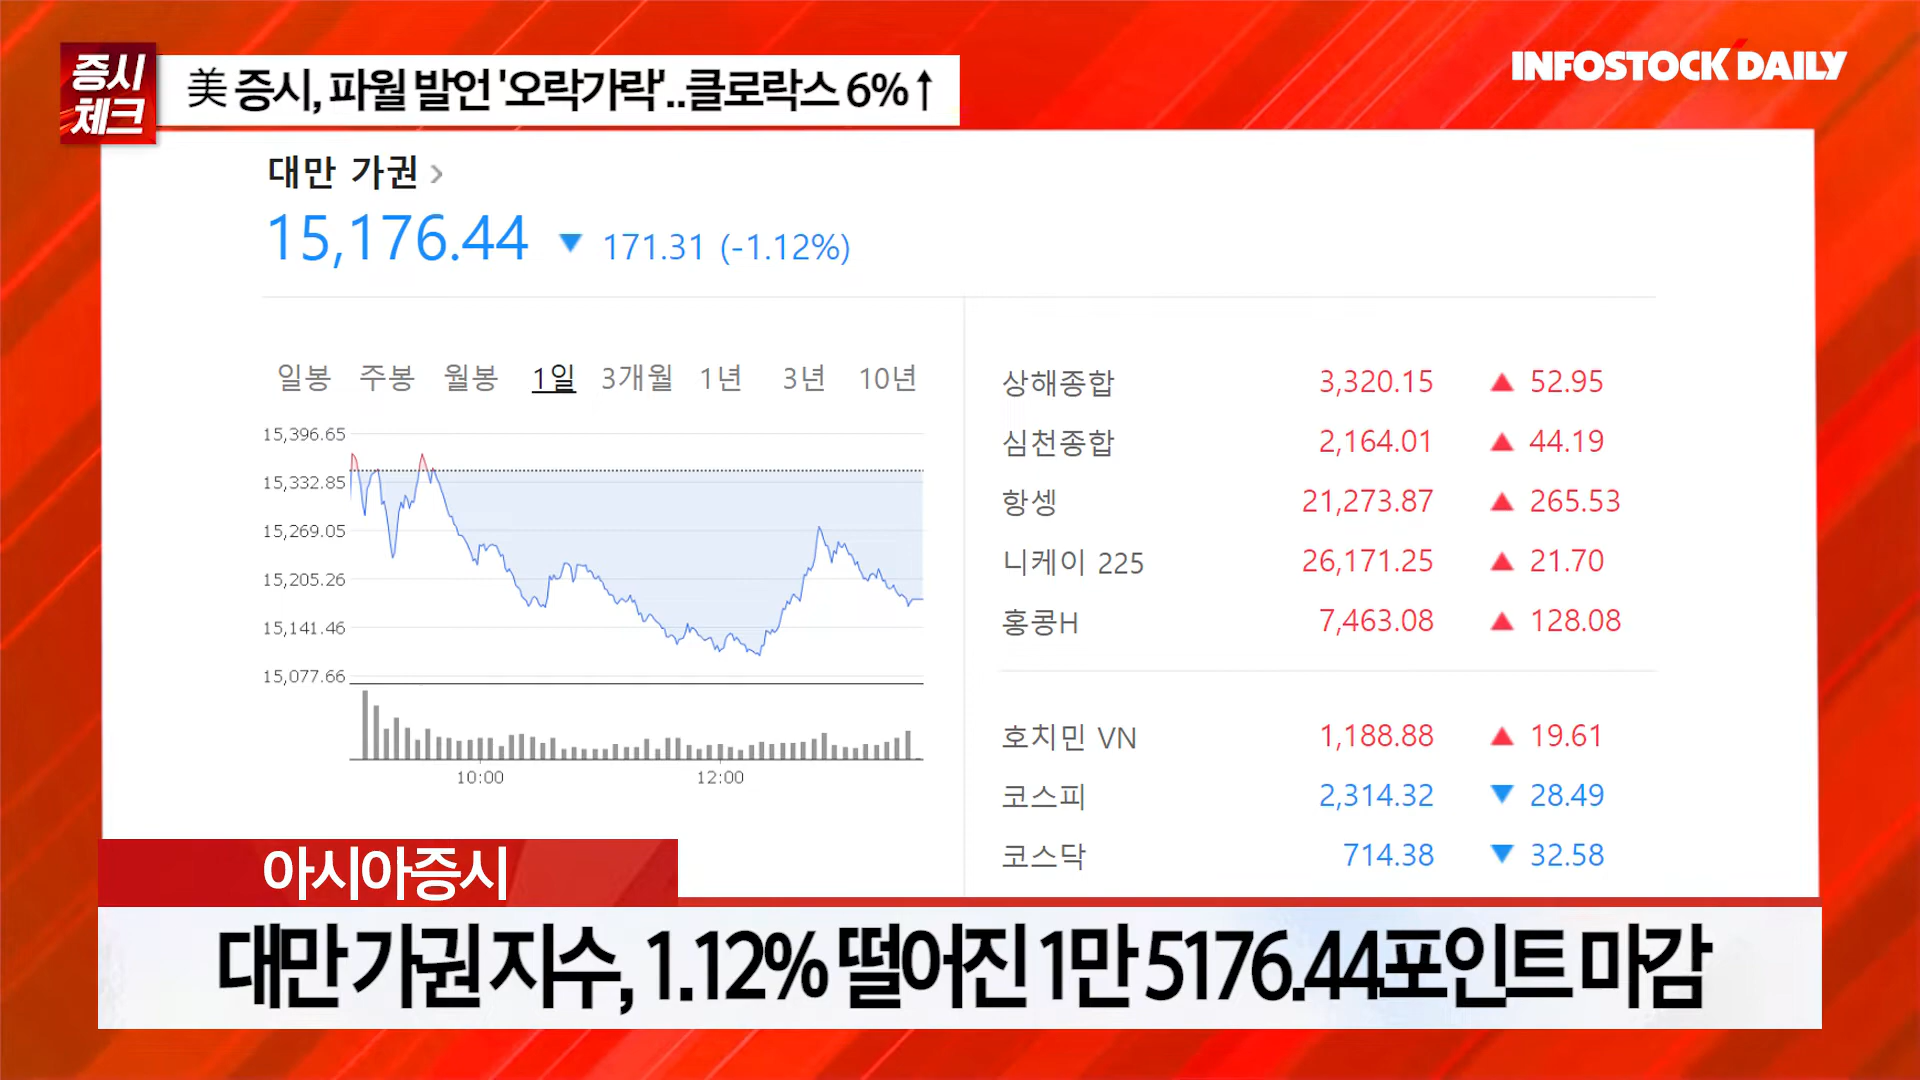 증시
체크
美 증시, 파월 발언 '오락가락'..클로락스 6%↑
INFOSTOCK DAILY
대만 가권 >
15,176.44 ▼ 171.31 (-1.12%)
일봉 주봉 월봉 1일 3개월 1년 3년 10년
15,396.65
15,332.85
15,269.05
15,205.26
15,141.46
15,077.66
10:00 12:00
상해종합 3,320.15 ▲ 52.95
심천종합 2,164.01 ▲ 44.19
항셍 21,273.87 ▲ 265.53
니케이 225 26,171.25 ▲ 21.70
홍콩H 7,463.08 ▲ 128.08
호치민 VN 1,188.88 ▲ 19.61
코스피 2,314.32 ▼ 28.49
코스닥 714.38 ▼ 32.58
아시아증시
대만 가권 지수, 1.12% 떨어진 1만 5176.44포인트 마감